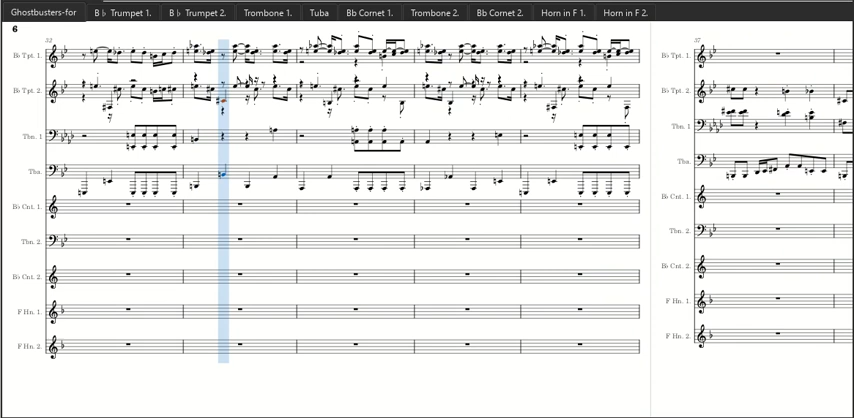 Ghostbusters-for B♭ Trumpet 1. B♭ Trumpet 2. Trombone 1. Tuba Bb Cornet 1. Trombone 2. Bb Cornet 2. Horn in F 1. Horn in F 2.
6
32 37
B♭ Tpt. 1. B♭ Tpt. 1.
B♭ Tpt. 2. B♭ Tpt. 2.
Tbn. 1 Tbn. 1
Tba. Tba.
B♭ Cnt. 1. B♭ Cnt. 1.
Tbn. 2. Tbn. 2.
B♭ Cnt. 2. B♭ Cnt. 2.
F Hn. 1. F Hn. 1.
F Hn. 2. F Hn. 2.